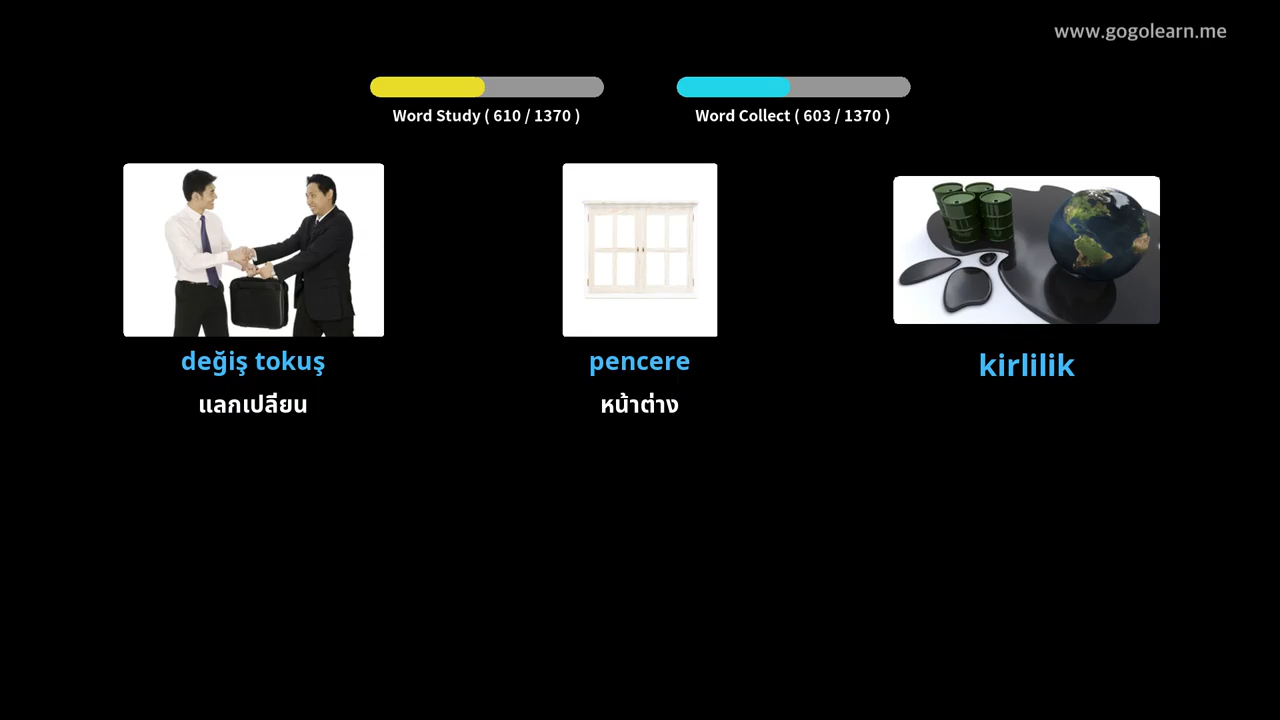 www.gogolearn.me
Word Study ( 610 / 1370 )
Word Collect ( 603 / 1370 )
değiş tokuş
pencere
kirlilik
แลกเปลี่ยน
หน้าต่าง